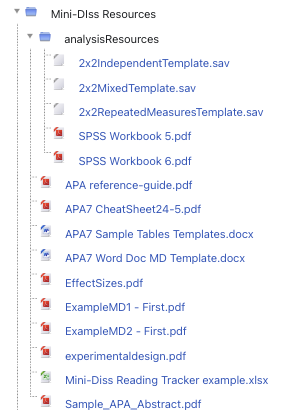 Mini-DIss Resources
analysisResources
2x2IndependentTemplate.sav
2x2MixedTemplate.sav
2x2RepeatedMeasuresTemplate.sav
SPSS Workbook 5.pdf
SPSS Workbook 6.pdf
APA reference-guide.pdf
APA7 CheatSheet24-5.pdf
APA7 Sample Tables Templates.docx
APA7 Word Doc MD Template.docx
EffectSizes.pdf
ExampleMD1 - First.pdf
ExampleMD2 - First.pdf
experimentaldesign.pdf
Mini-Diss Reading Tracker example.xlsx
Sample_APA_Abstract.pdf